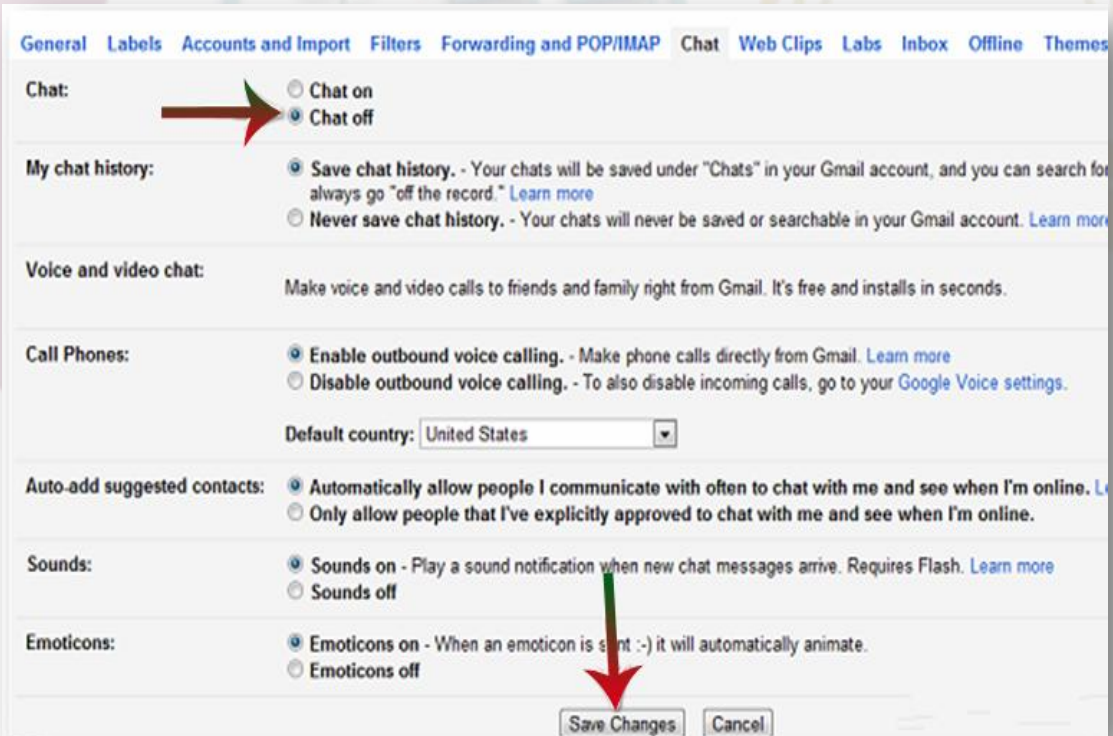 General Labels Accounts and Import Filters Forwarding and POP/IMAP Chat Web Clips Labs Inbox Offline Themes
Chat: Chat on
Chat off
My chat history: Save chat history. - Your chats will be saved under "Chats" in your Gmail account, and you can search for
always go "off the record." Learn more
Never save chat history. - Your chats will never be saved or searchable in your Gmail account. Learn more
Voice and video chat:
Make voice and video calls to friends and family right from Gmail. It's free and installs in seconds.
Call Phones: Enable outbound voice calling. - Make phone calls directly from Gmail. Learn more
Disable outbound voice calling. - To also disable incoming calls, go to your Google Voice settings.
Default country: United States
Auto-add suggested contacts: Automatically allow people I communicate with often to chat with me and see when I'm online.
Only allow people that I've explicitly approved to chat with me and see when I'm online.
Sounds: Sounds on - Play a sound notification when new chat messages arrive. Requires Flash. Learn more
Sounds off
Emoticons: Emoticons on - When an emoticon is sent :-) it will automatically animate.
Emoticons off
Save Changes Cancel